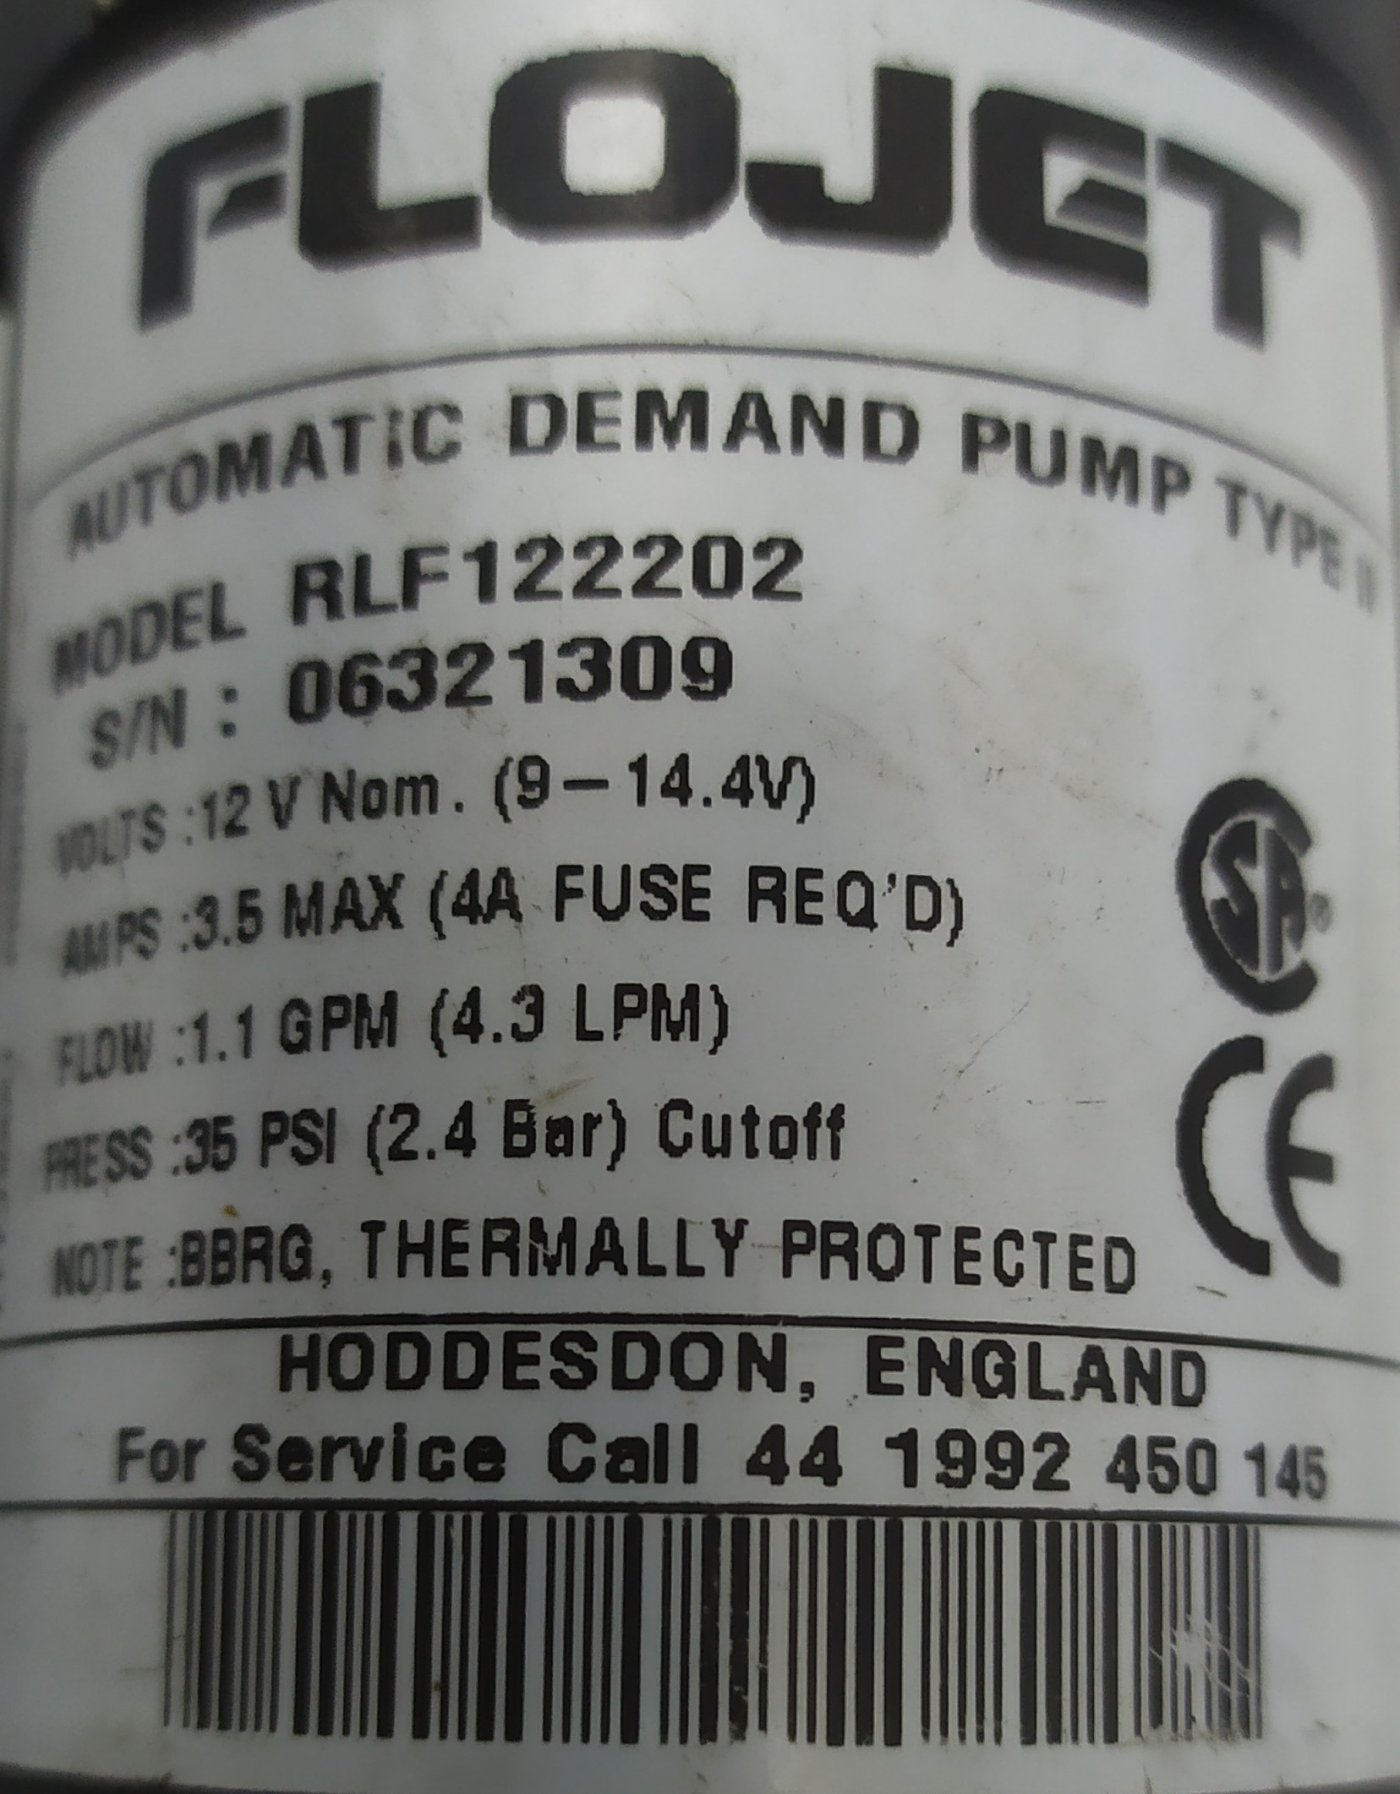 FLOJET
AUTOMATIC DEMAND PUMP TYPE II
MODEL RLF122202
S/N : 06321309
VOLTS :12 V Nom. (9-14.4V)
AMPS :3.5 MAX (4A FUSE REQ'D)
FLOW :1.1 GPM (4.3 LPM)
PRESS :35 PSI (2.4 Bar) Cutoff
NOTE :BBRG, THERMALLY PROTECTED
CSA®
CE
HODDESDON, ENGLAND
For Service Call 44 1992 450 145